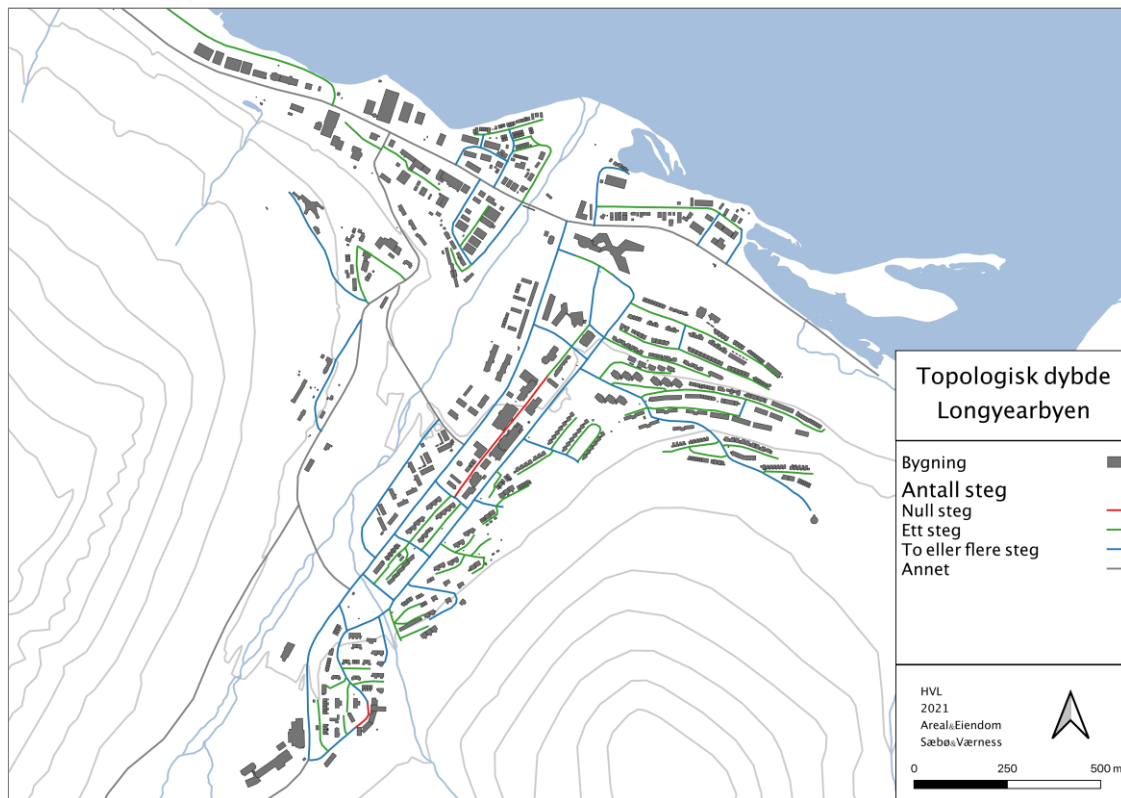 Topologisk dybde
Longyearbyen
Bygning
Antall steg
Null steg
Ett steg
To eller flere steg
Annet
HVL
2021
Areal&Eiendom
Sæbø&Værness
0 250 500 m